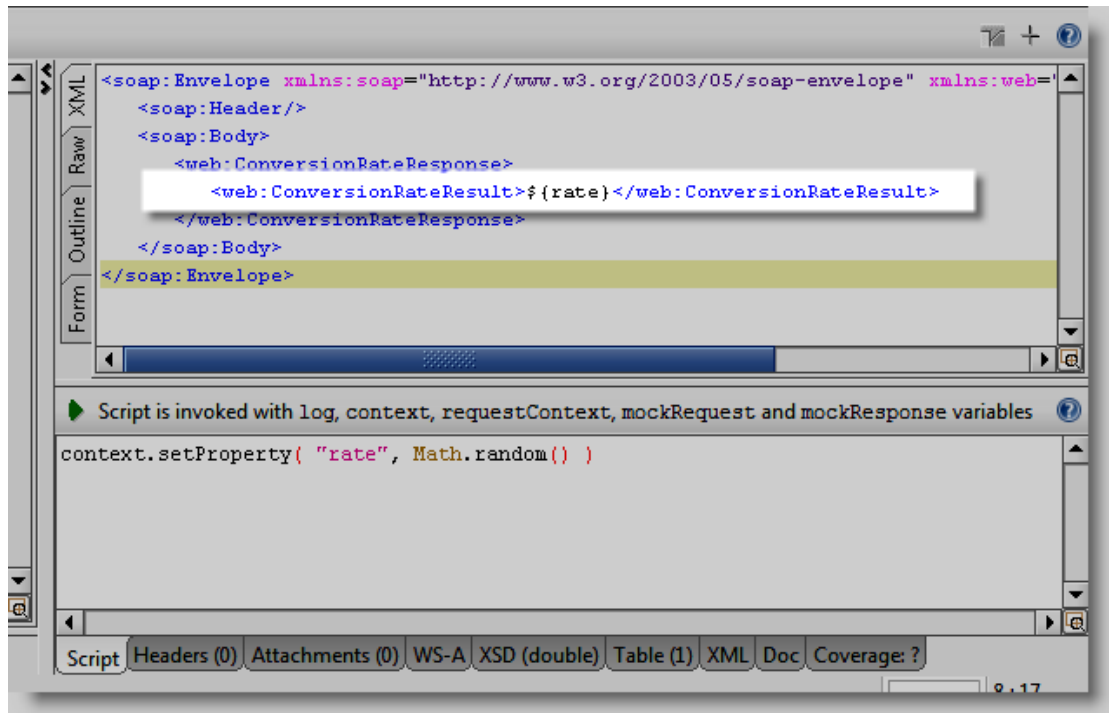 XML
Raw
Outline
Form
<soap:Envelope xmlns:soap="http://www.w3.org/2003/05/soap-envelope" xmlns:web='
<soap:Header/>
<soap:Body>
<web:ConversionRateResponse>
<web:ConversionRateResult>${rate}</web:ConversionRateResult>
</web:ConversionRateResponse>
</soap:Body>
</soap:Envelope>
Script is invoked with log, context, requestContext, mockRequest and mockResponse variables
context.setProperty( "rate", Math.random() )
Script Headers (0) Attachments (0) WS-A XSD (double) Table (1) XML Doc Coverage: ?
8 : 17